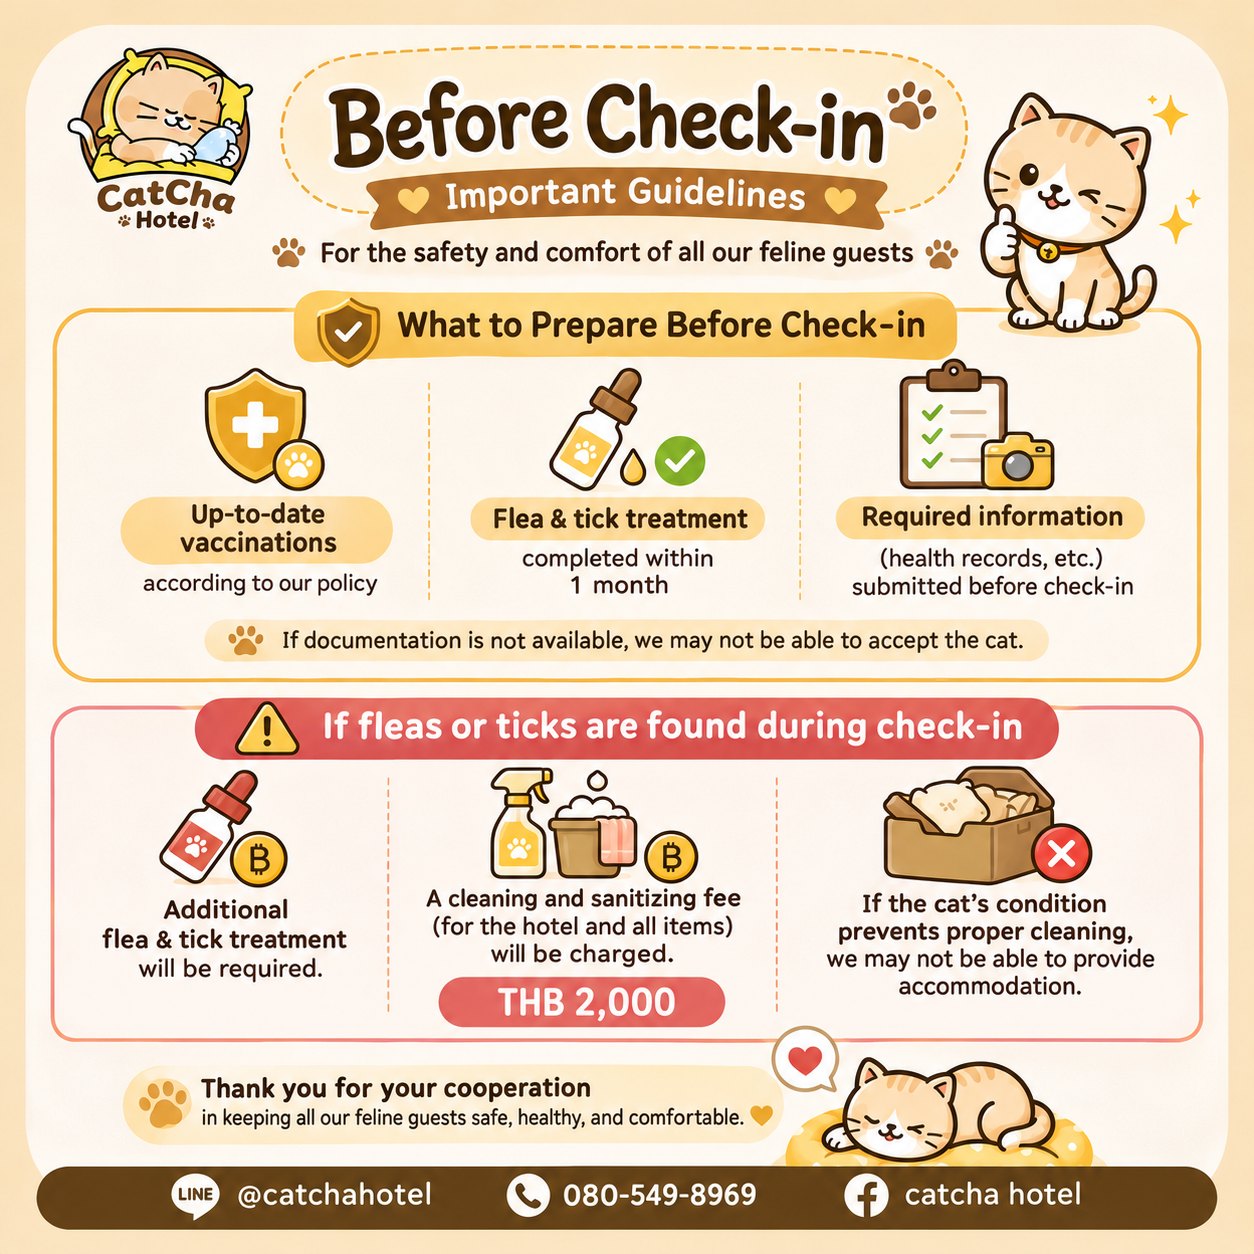 CatCha
Hotel
Before Check-in
Important Guidelines
For the safety and comfort of all our feline guests
What to Prepare Before Check-in
Up-to-date
vaccinations
according to our policy
Flea & tick treatment
completed within
1 month
Required information
(health records, etc.)
submitted before check-in
If documentation is not available, we may not be able to accept the cat.
If fleas or ticks are found during check-in
Additional
flea & tick treatment
will be required.
A cleaning and sanitizing fee
(for the hotel and all items)
will be charged.
THB 2,000
If the cat's condition
prevents proper cleaning,
we may not be able to provide
accommodation.
Thank you for your cooperation
in keeping all our feline guests safe, healthy, and comfortable.
LINE @catchahotel
080-549-8969
catcha hotel